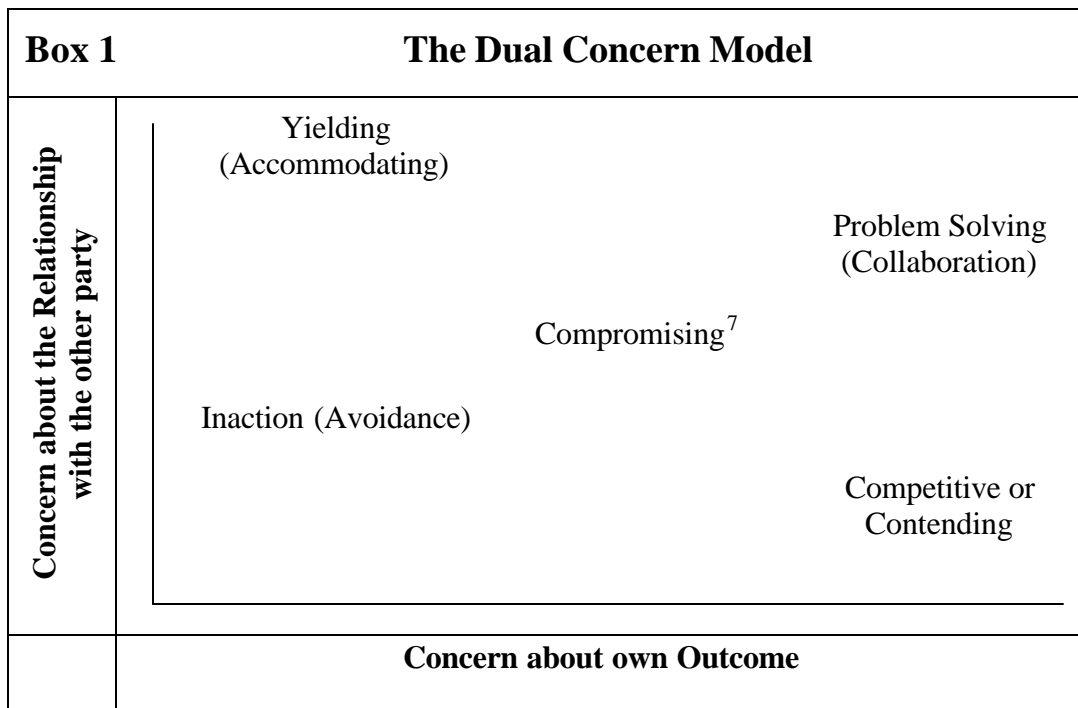 Box 1 The Dual Concern Model
Concern about the Relationship
with the other party
Yielding
(Accommodating)
Problem Solving
(Collaboration)
Compromising7
Inaction (Avoidance)
Competitive or
Contending
Concern about own Outcome